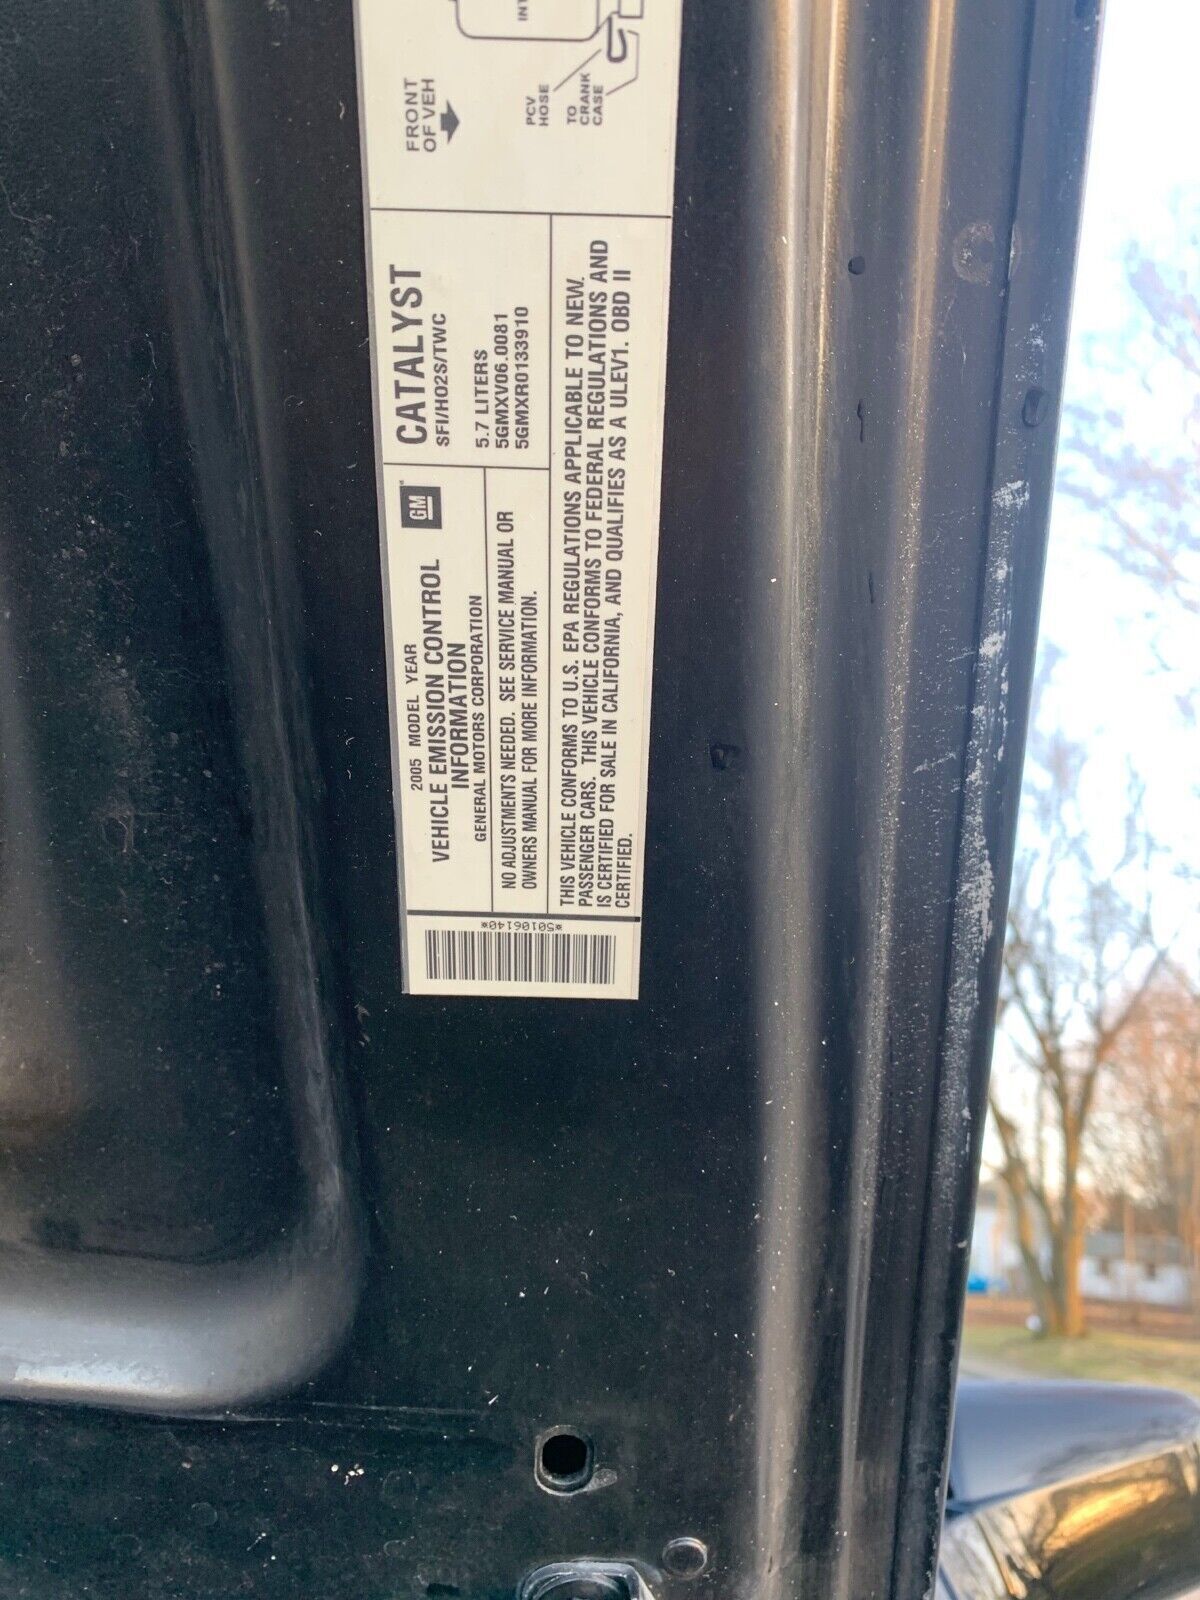 *50106140*
2005 MODEL YEAR
VEHICLE EMISSION CONTROL
INFORMATION
GENERAL MOTORS CORPORATION
GM
NO ADJUSTMENTS NEEDED. SEE SERVICE MANUAL OR
OWNERS MANUAL FOR MORE INFORMATION.
CATALYST
SFI/HO2S/TWC
5.7 LITERS
5GMXV06.0081
5GMXR0133910
THIS VEHICLE CONFORMS TO U.S. EPA REGULATIONS APPLICABLE TO NEW
PASSENGER CARS. THIS VEHICLE CONFORMS TO FEDERAL REGULATIONS AND
IS CERTIFIED FOR SALE IN CALIFORNIA, AND QUALIFIES AS A ULEV1. OBD II
CERTIFIED.
FRONT
OF VEH
PCV
HOSE
TO
CRANK
CASE